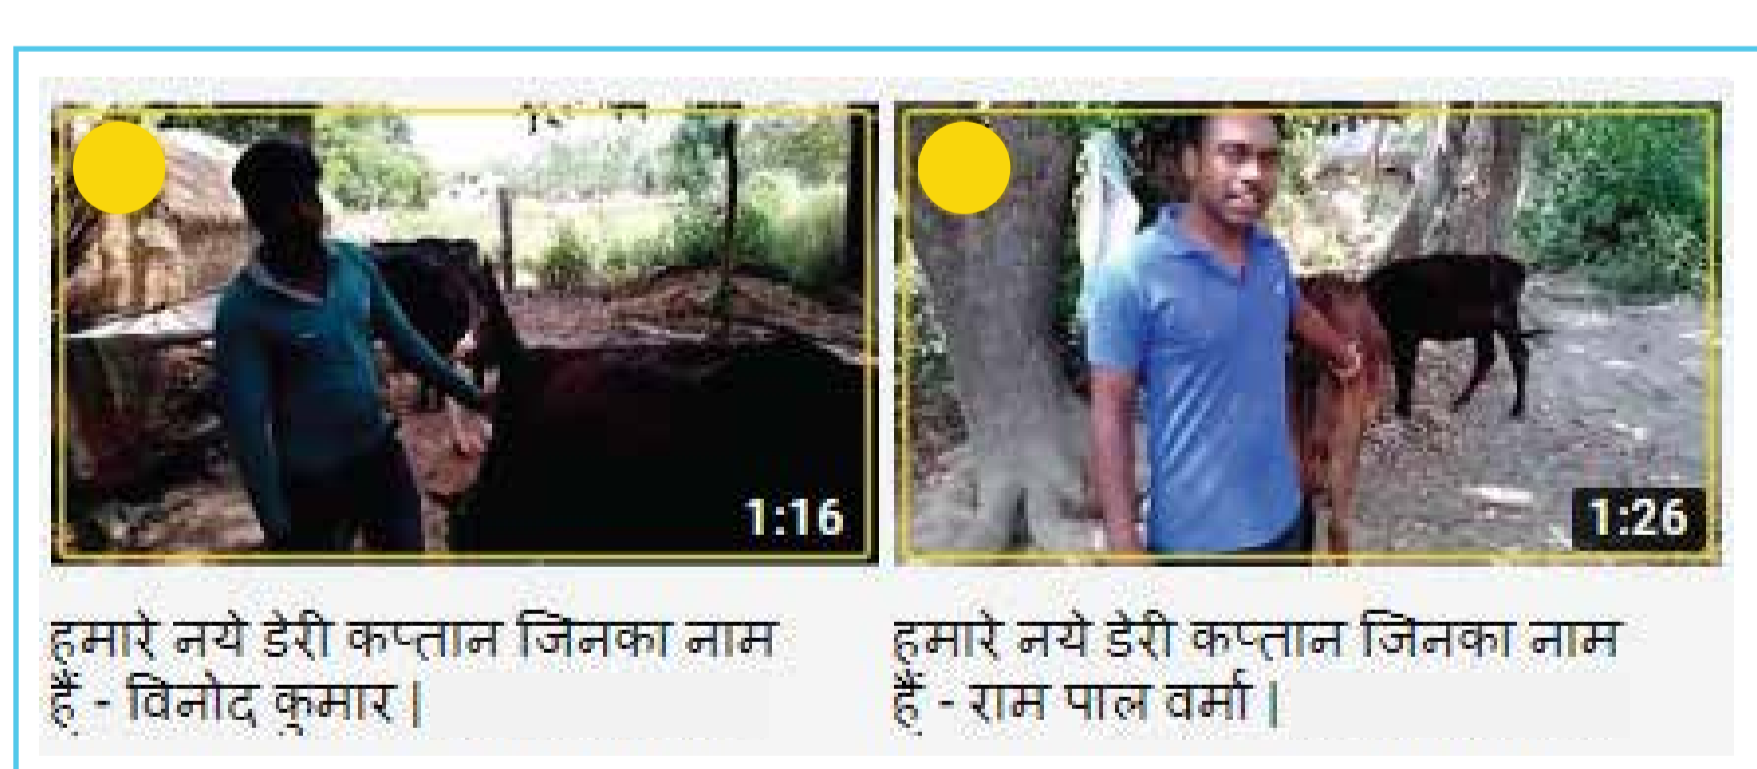 1:16
1:26
हमारे नये डेरी कप्तान जिनका नाम
हैं - विनोद कुमार |
हमारे नये डेरी कप्तान जिनका नाम
हैं - राम पाल वर्मा |